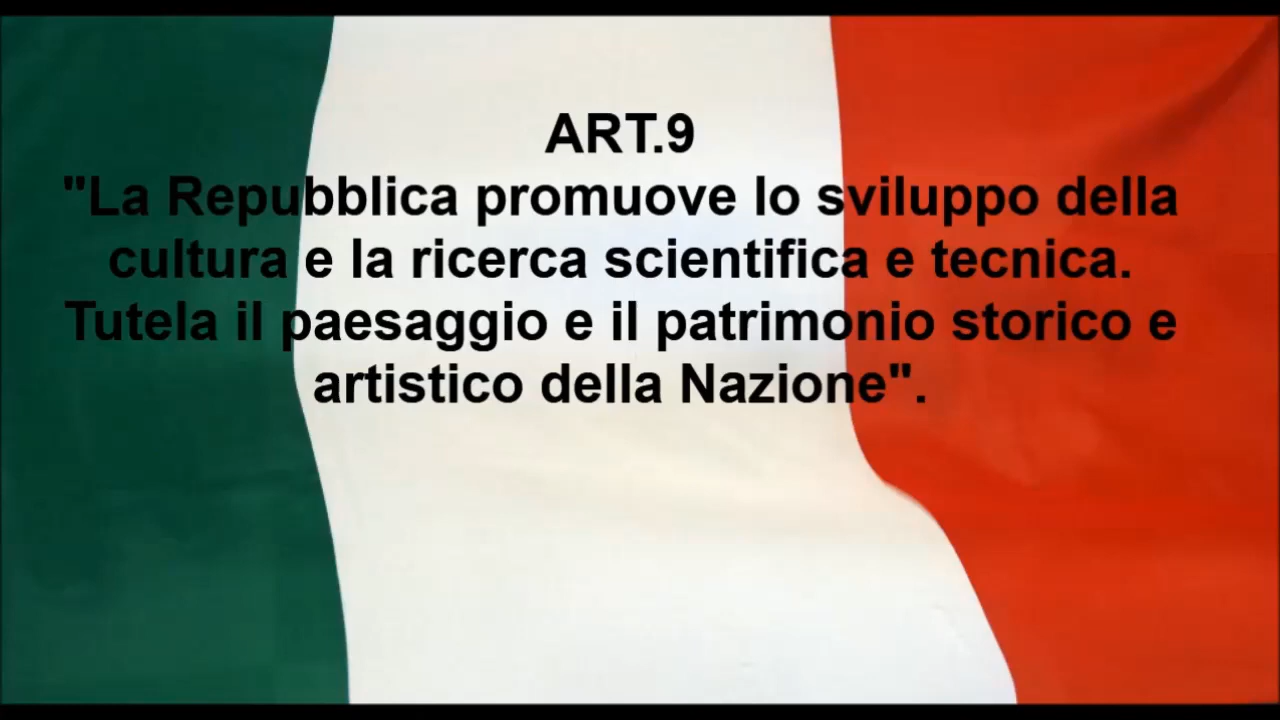 ART.9
"La Repubblica promuove lo sviluppo della
cultura e la ricerca scientifica e tecnica.
Tutela il paesaggio e il patrimonio storico e
artistico della Nazione".